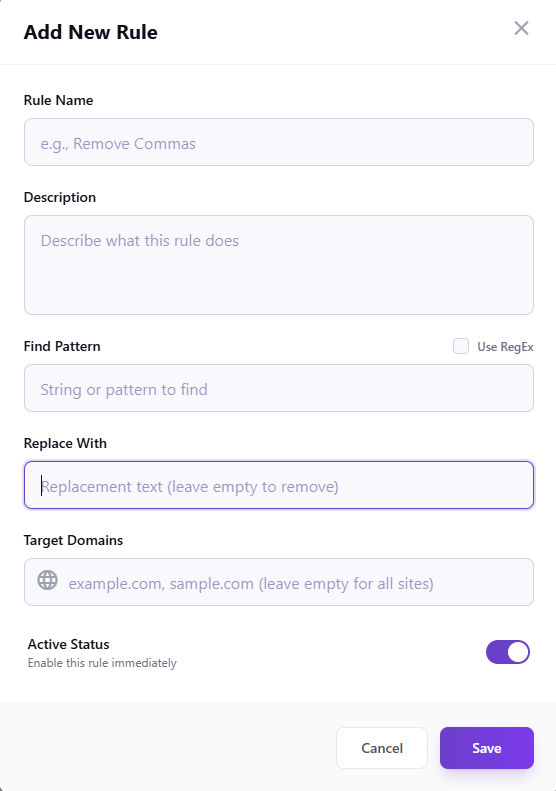 Add New Rule
Rule Name
e.g., Remove Commas
Description
Describe what this rule does
Find Pattern
Use RegEx
String or pattern to find
Replace With
Replacement text (leave empty to remove)
Target Domains
example.com, sample.com (leave empty for all sites)
Active Status
Enable this rule immediately
Cancel
Save